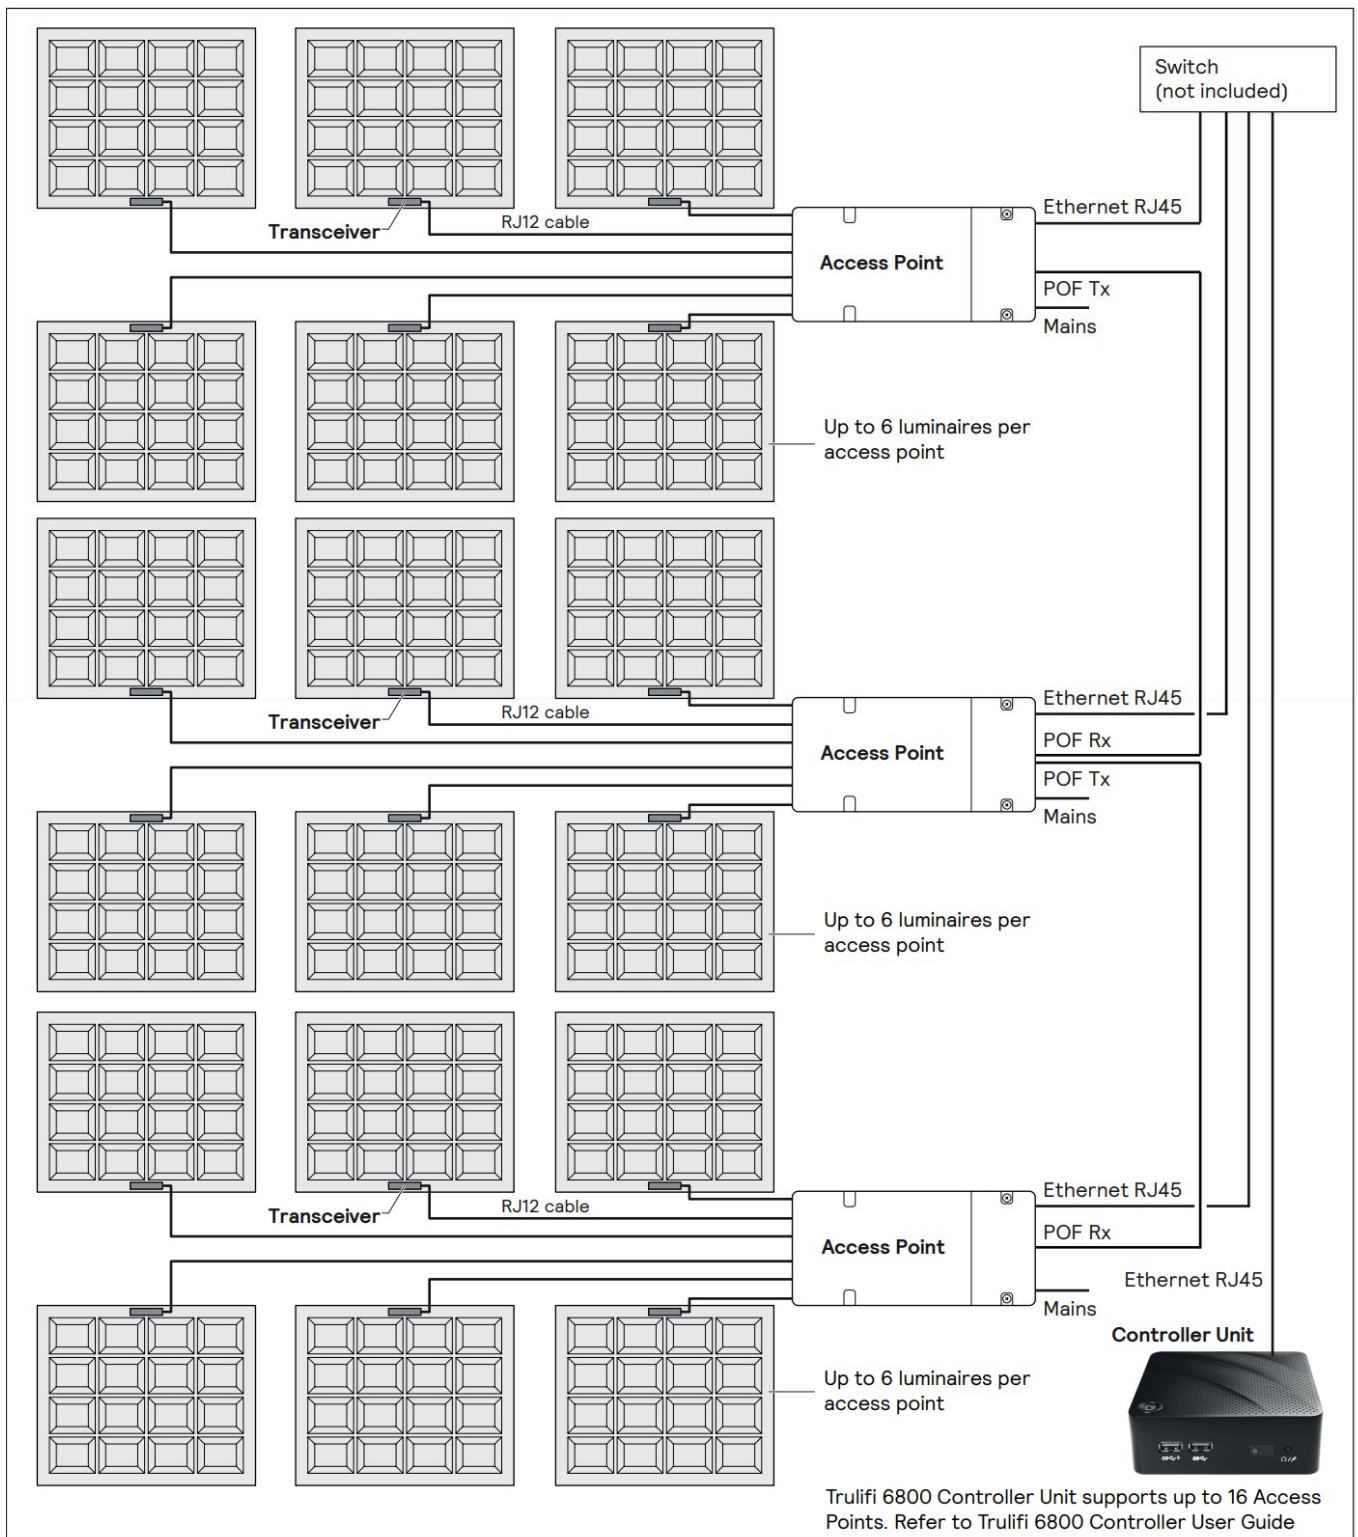 Switch
(not included)
Ethernet RJ45
Transceiver
RJ12 cable
Access Point
POF Tx
Mains
Up to 6 luminaires per
access point
Ethernet RJ45
Transceiver
RJ12 cable
POF Rx
Access Point
POF Tx
Mains
Up to 6 luminaires per
access point
Ethernet RJ45
Transceiver
RJ12 cable
POF Rx
Access Point
Ethernet RJ45
Mains
Controller Unit
Up to 6 luminaires per
access point
Trulifi 6800 Controller Unit supports up to 16 Access
Points. Refer to Trulifi 6800 Controller User Guide